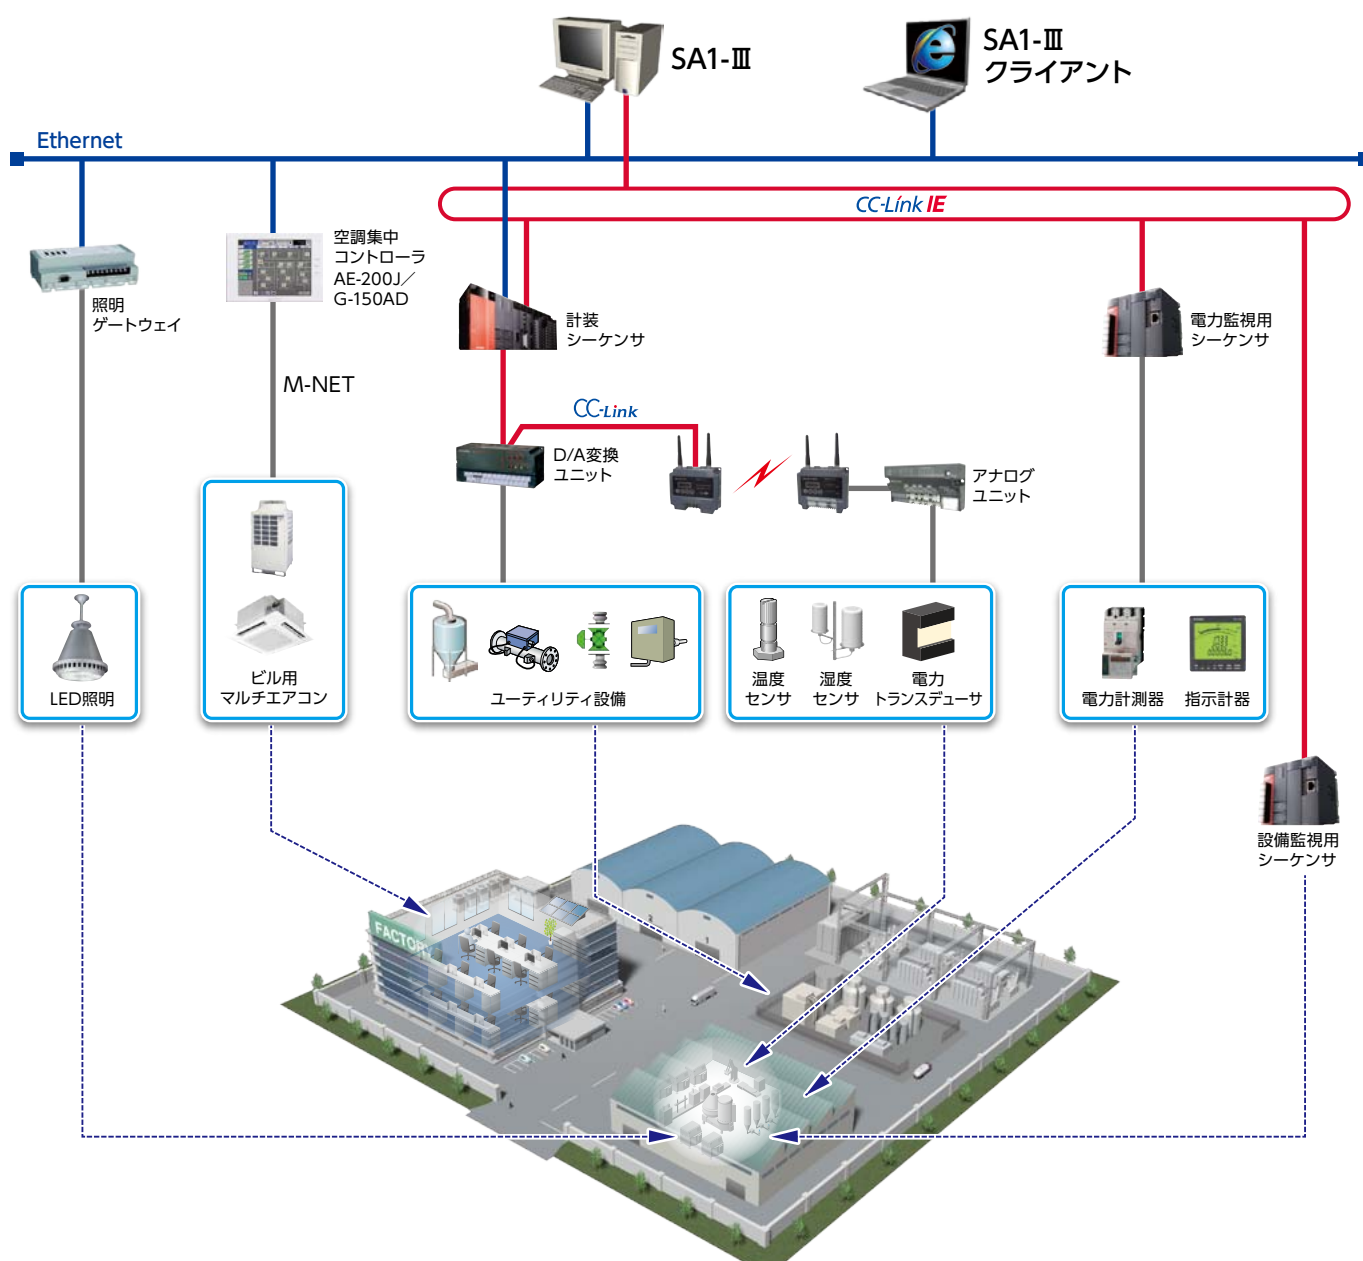 SA1-Ⅲ
SA1-Ⅲ
クライアント
Ethernet
CC-Link IE
照明
ゲートウェイ
空調集中
コントローラ
AE-200J／
G-150AD
計装
シーケンサ
電力監視用
シーケンサ
M-NET
CC-Link
D/A変換
ユニット
アナログ
ユニット
LED照明
ビル用
マルチエアコン
ユーティリティ設備
温度
センサ
湿度
センサ
電力
トランスデューサ
電力計測器
指示計器
設備監視用
シーケンサ
FACTORY